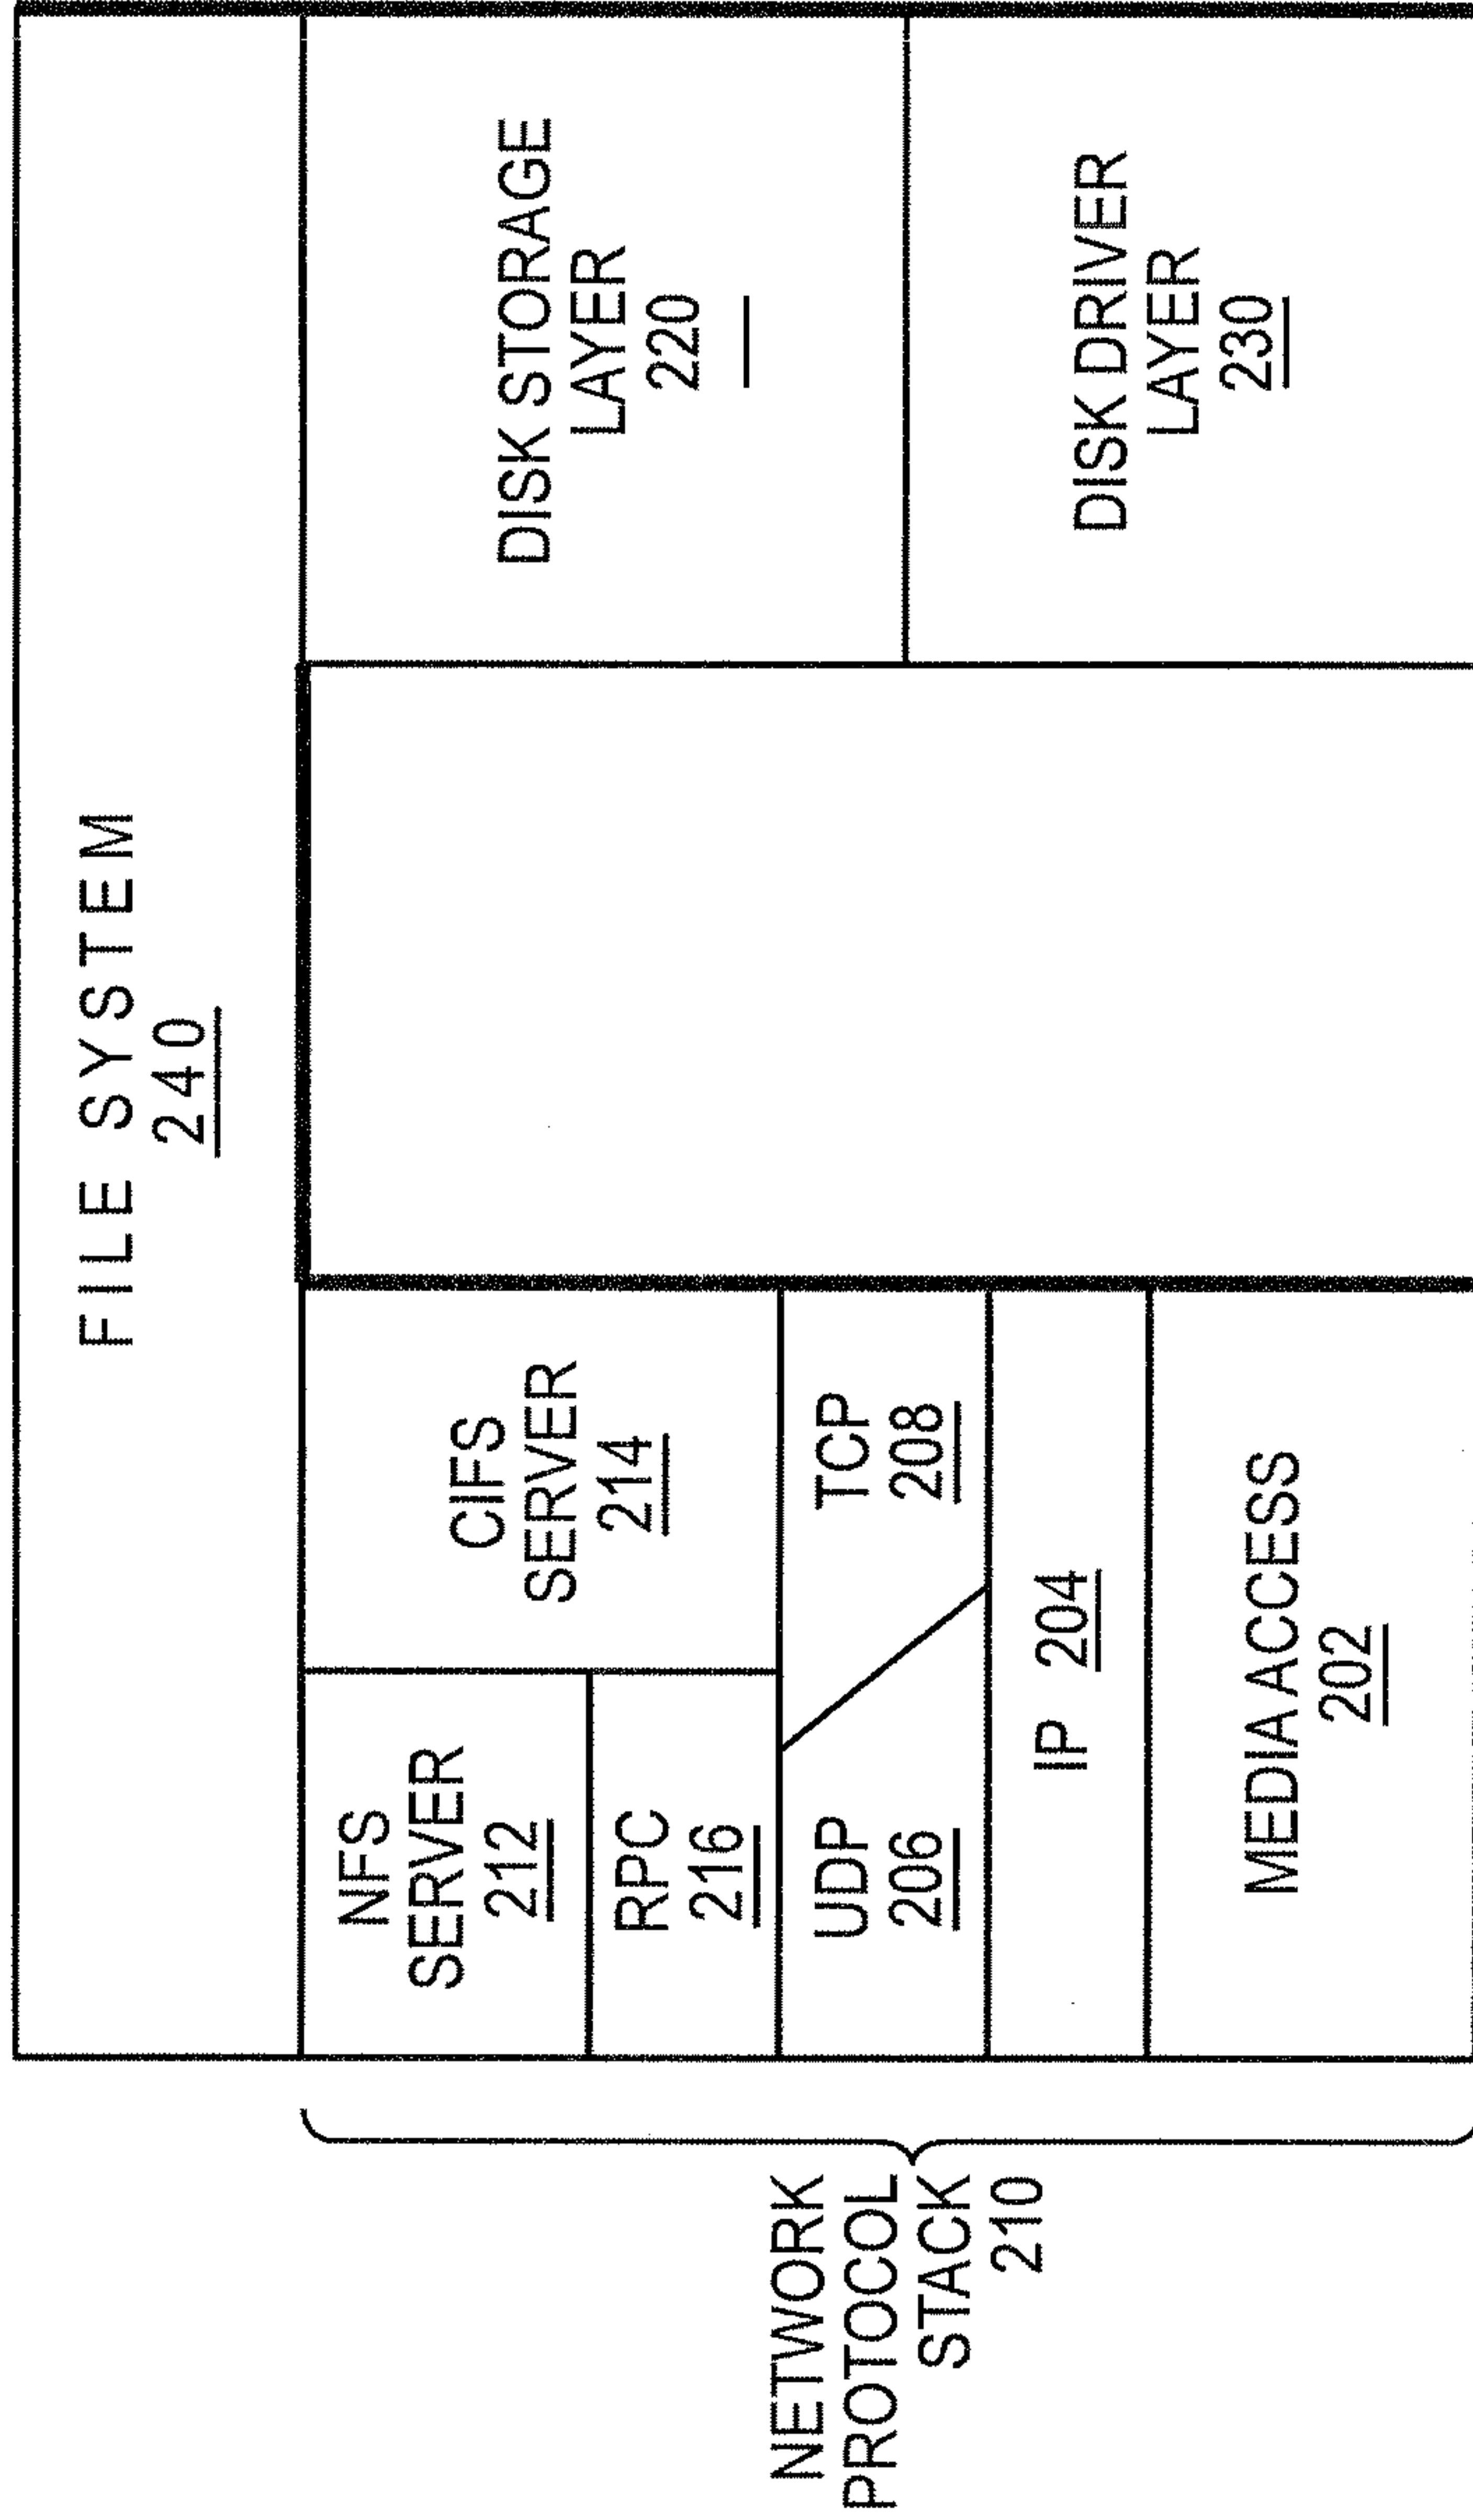 FILE SYSTEM
240
NFS
SERVER
212
CIFS
SERVER
214
RPC
216
UDP
206
TCP
208
IP 204
MEDIA ACCESS
202
NETWORK
PROTOCOL
STACK
210
DISK STORAGE
LAYER
220
DISK DRIVER
LAYER
230